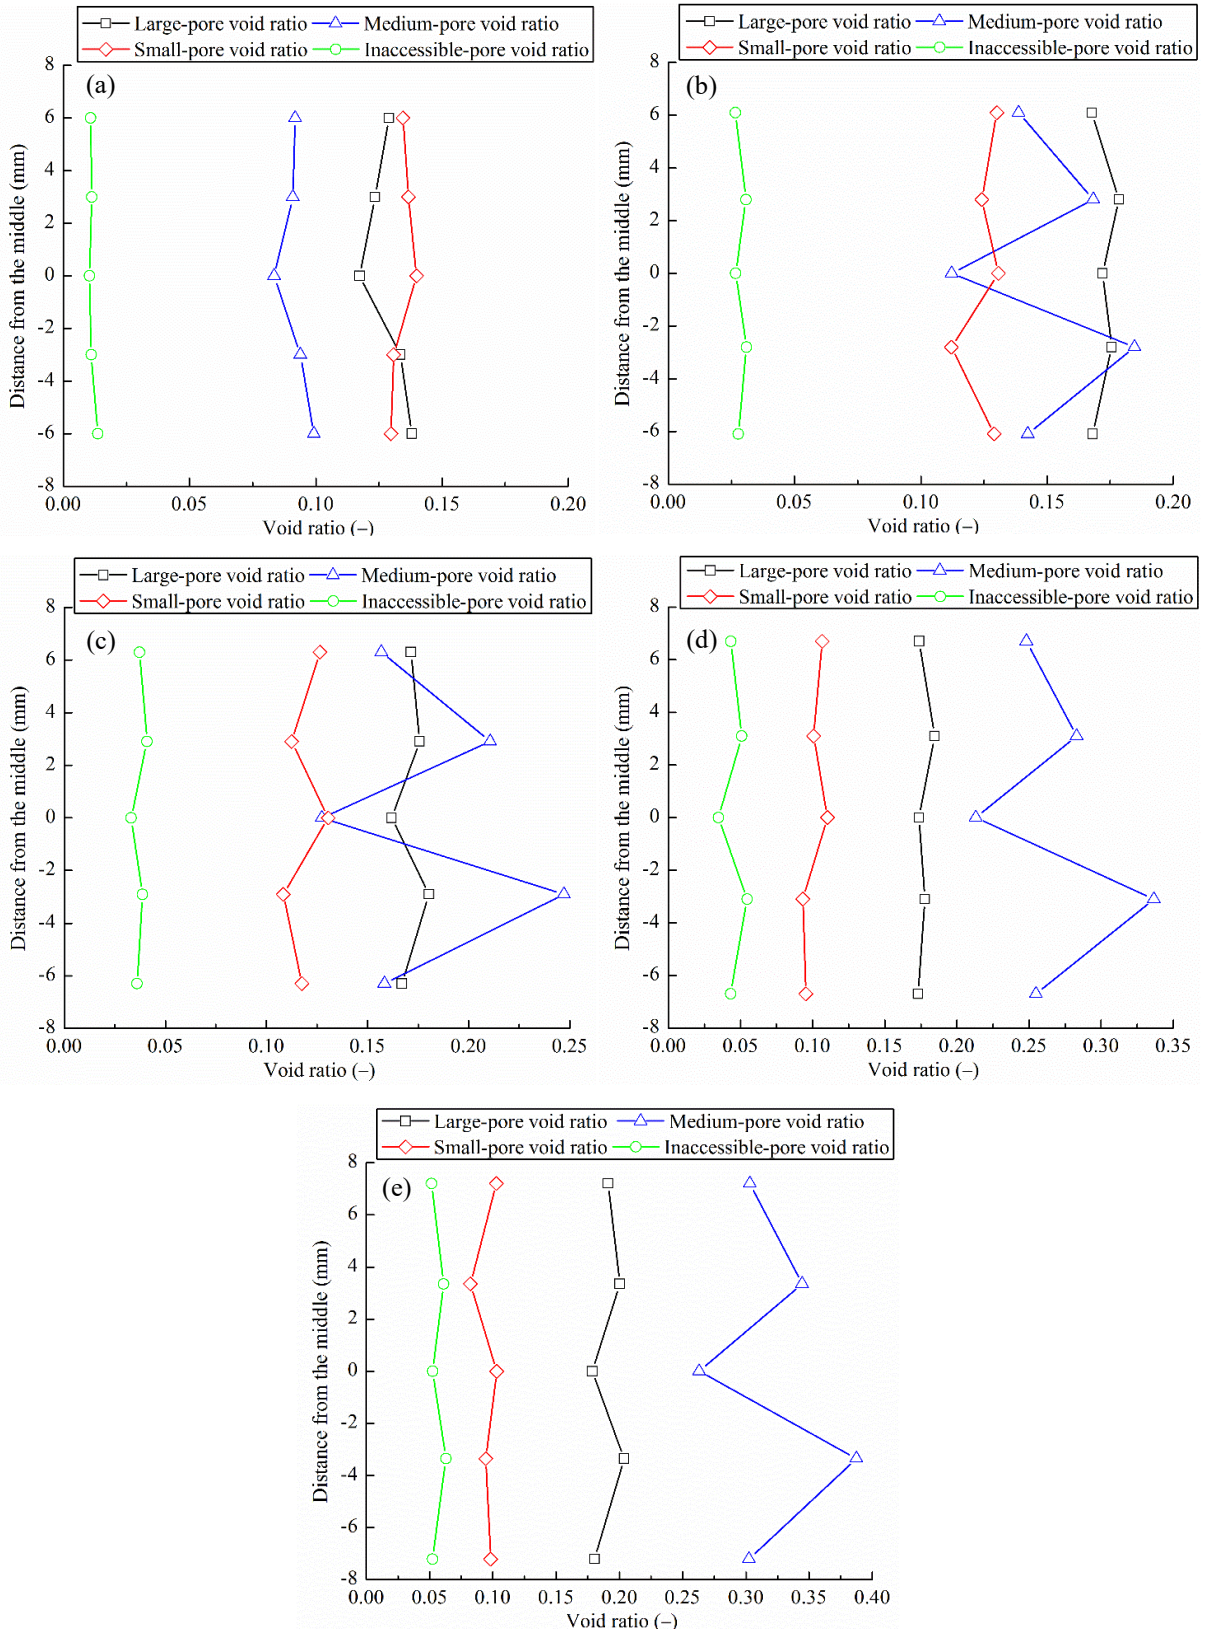 Large-pore void ratio Medium-pore void ratio
Small-pore void ratio Inaccessible-pore void ratio
(a)
Distance from the middle (mm)
8
6
4
2
0
-2
-4
-6
-8
0.00 0.05 0.10 0.15 0.20
Void ratio (–)
Large-pore void ratio Medium-pore void ratio
Small-pore void ratio Inaccessible-pore void ratio
(b)
Distance from the middle (mm)
8
6
4
2
0
-2
-4
-6
-8
0.00 0.05 0.10 0.15 0.20
Void ratio (–)
Large-pore void ratio Medium-pore void ratio
Small-pore void ratio Inaccessible-pore void ratio
(c)
Distance from the middle (mm)
8
6
4
2
0
-2
-4
-6
-8
0.00 0.05 0.10 0.15 0.20 0.25
Void ratio (–)
Large-pore void ratio Medium-pore void ratio
Small-pore void ratio Inaccessible-pore void ratio
(d)
Distance from the middle (mm)
8
6
4
2
0
-2
-4
-6
-8
0.00 0.05 0.10 0.15 0.20 0.25 0.30 0.35
Void ratio (–)
Large-pore void ratio Medium-pore void ratio
Small-pore void ratio Inaccessible-pore void ratio
(e)
Distance from the middle (mm)
8
6
4
2
0
-2
-4
-6
-8
0.00 0.05 0.10 0.15 0.20 0.25 0.30 0.35 0.40
Void ratio (–)